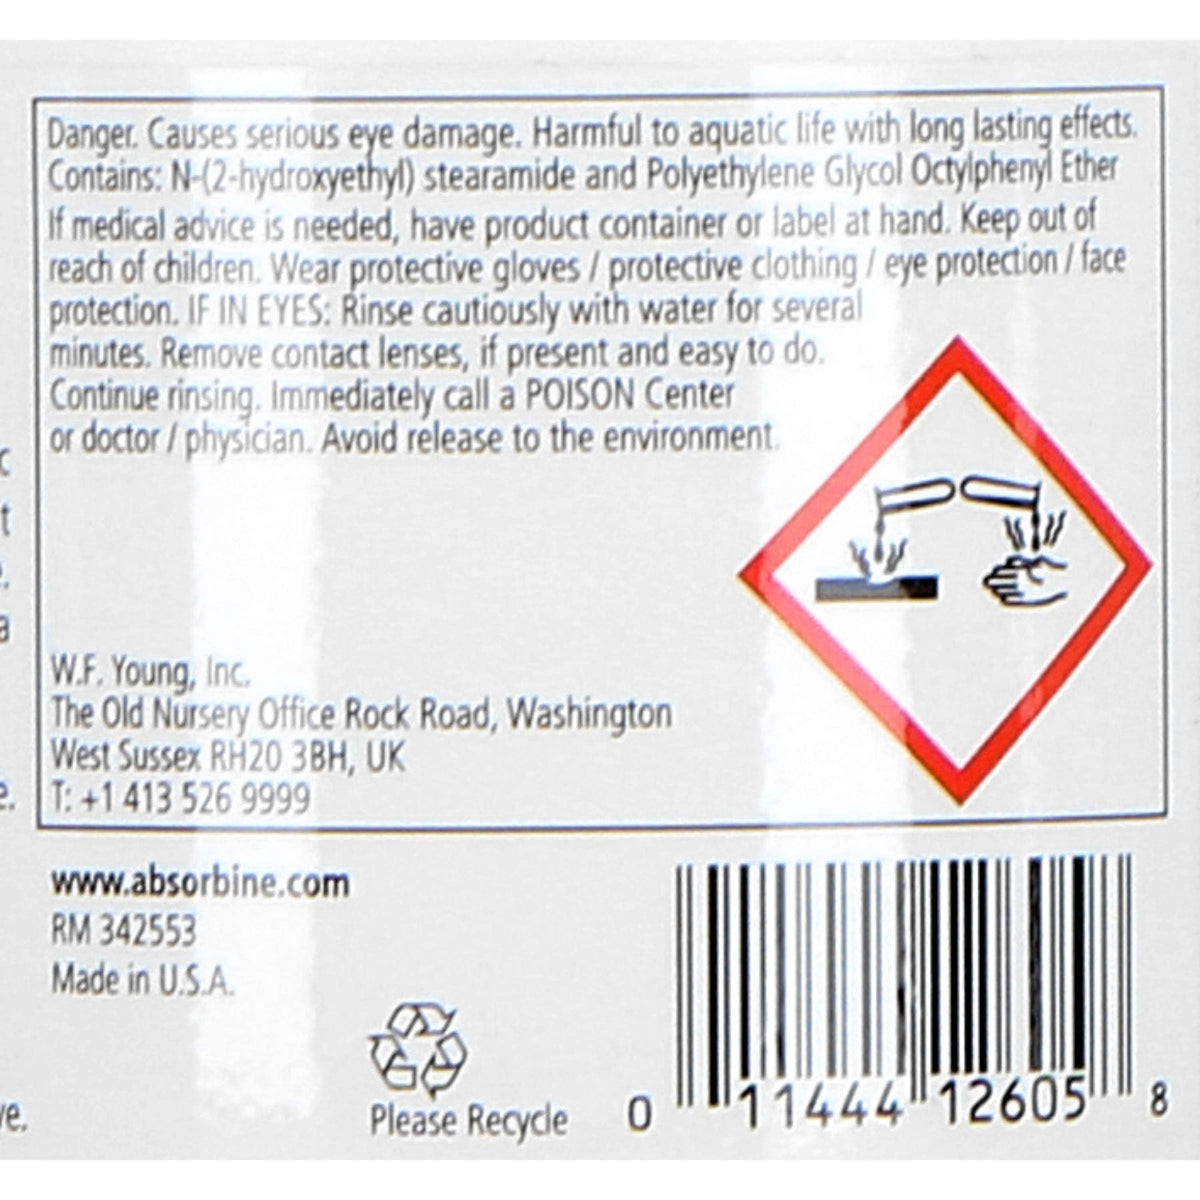 Danger. Causes serious eye damage. Harmful to aquatic life with long lasting effects.
Contains: N-(2-hydroxyethyl) stearamide and Polyethylene Glycol Octylphenyl Ether
If medical advice is needed, have product container or label at hand. Keep out of
reach of children. Wear protective gloves / protective clothing / eye protection / face
protection. IF IN EYES: Rinse cautiously with water for several
minutes. Remove contact lenses, if present and easy to do.
Continue rinsing. Immediately call a POISON Center
or doctor / physician. Avoid release to the environment.
W.F. Young, Inc.
The Old Nursery Office Rock Road, Washington
West Sussex RH20 3BH, UK
T: +1 413 526 9999
www.absorbine.com
RM 342553
Made in U.S.A.
Please Recycle
0 11444 12605 8